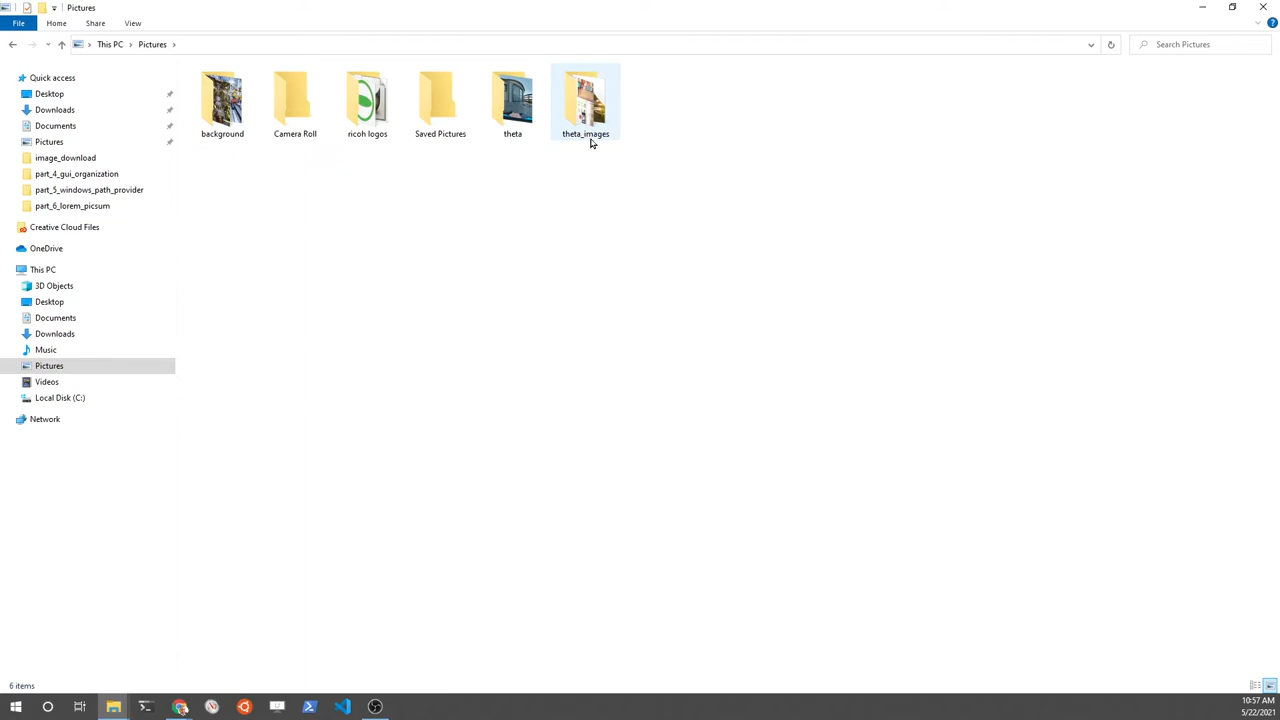 Pictures
File Home Share View
This PC Pictures Search Pictures
Quick access
Desktop
Downloads
Documents
Pictures
image_download
part_4_gui_organization
part_5_windows_path_provider
part_6_lorem_picsum
Creative Cloud Files
OneDrive
This PC
3D Objects
Desktop
Documents
Downloads
Music
Pictures
Videos
Local Disk (C:)
Network
background Camera Roll ricoh logos Saved Pictures theta theta_images
6 items
10:57 AM
5/22/2021